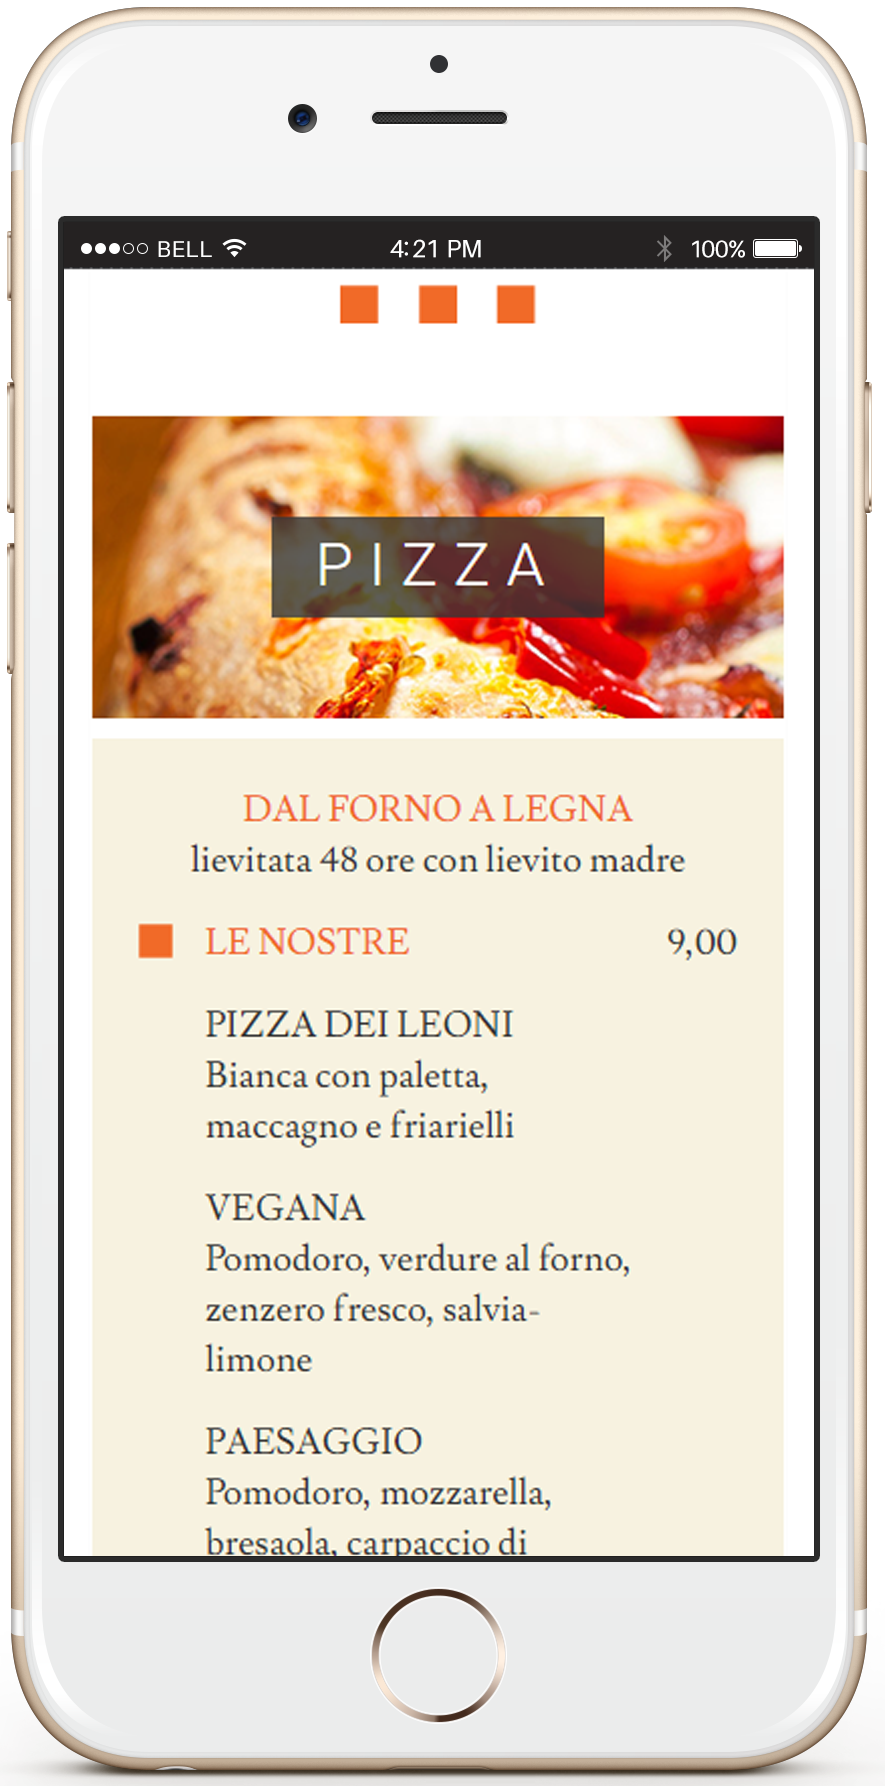 BELL 4:21 PM 100%
PIZZA
DAL FORNO A LEGNA
lievitata 48 ore con lievito madre
LE NOSTRE 9,00
PIZZA DEI LEONI
Bianca con paletta,
maccagno e friarielli
VEGANA
Pomodoro, verdure al forno,
zenzero fresco, salvia-
limone
PAESAGGIO
Pomodoro, mozzarella,
bresaola, carpaccio di